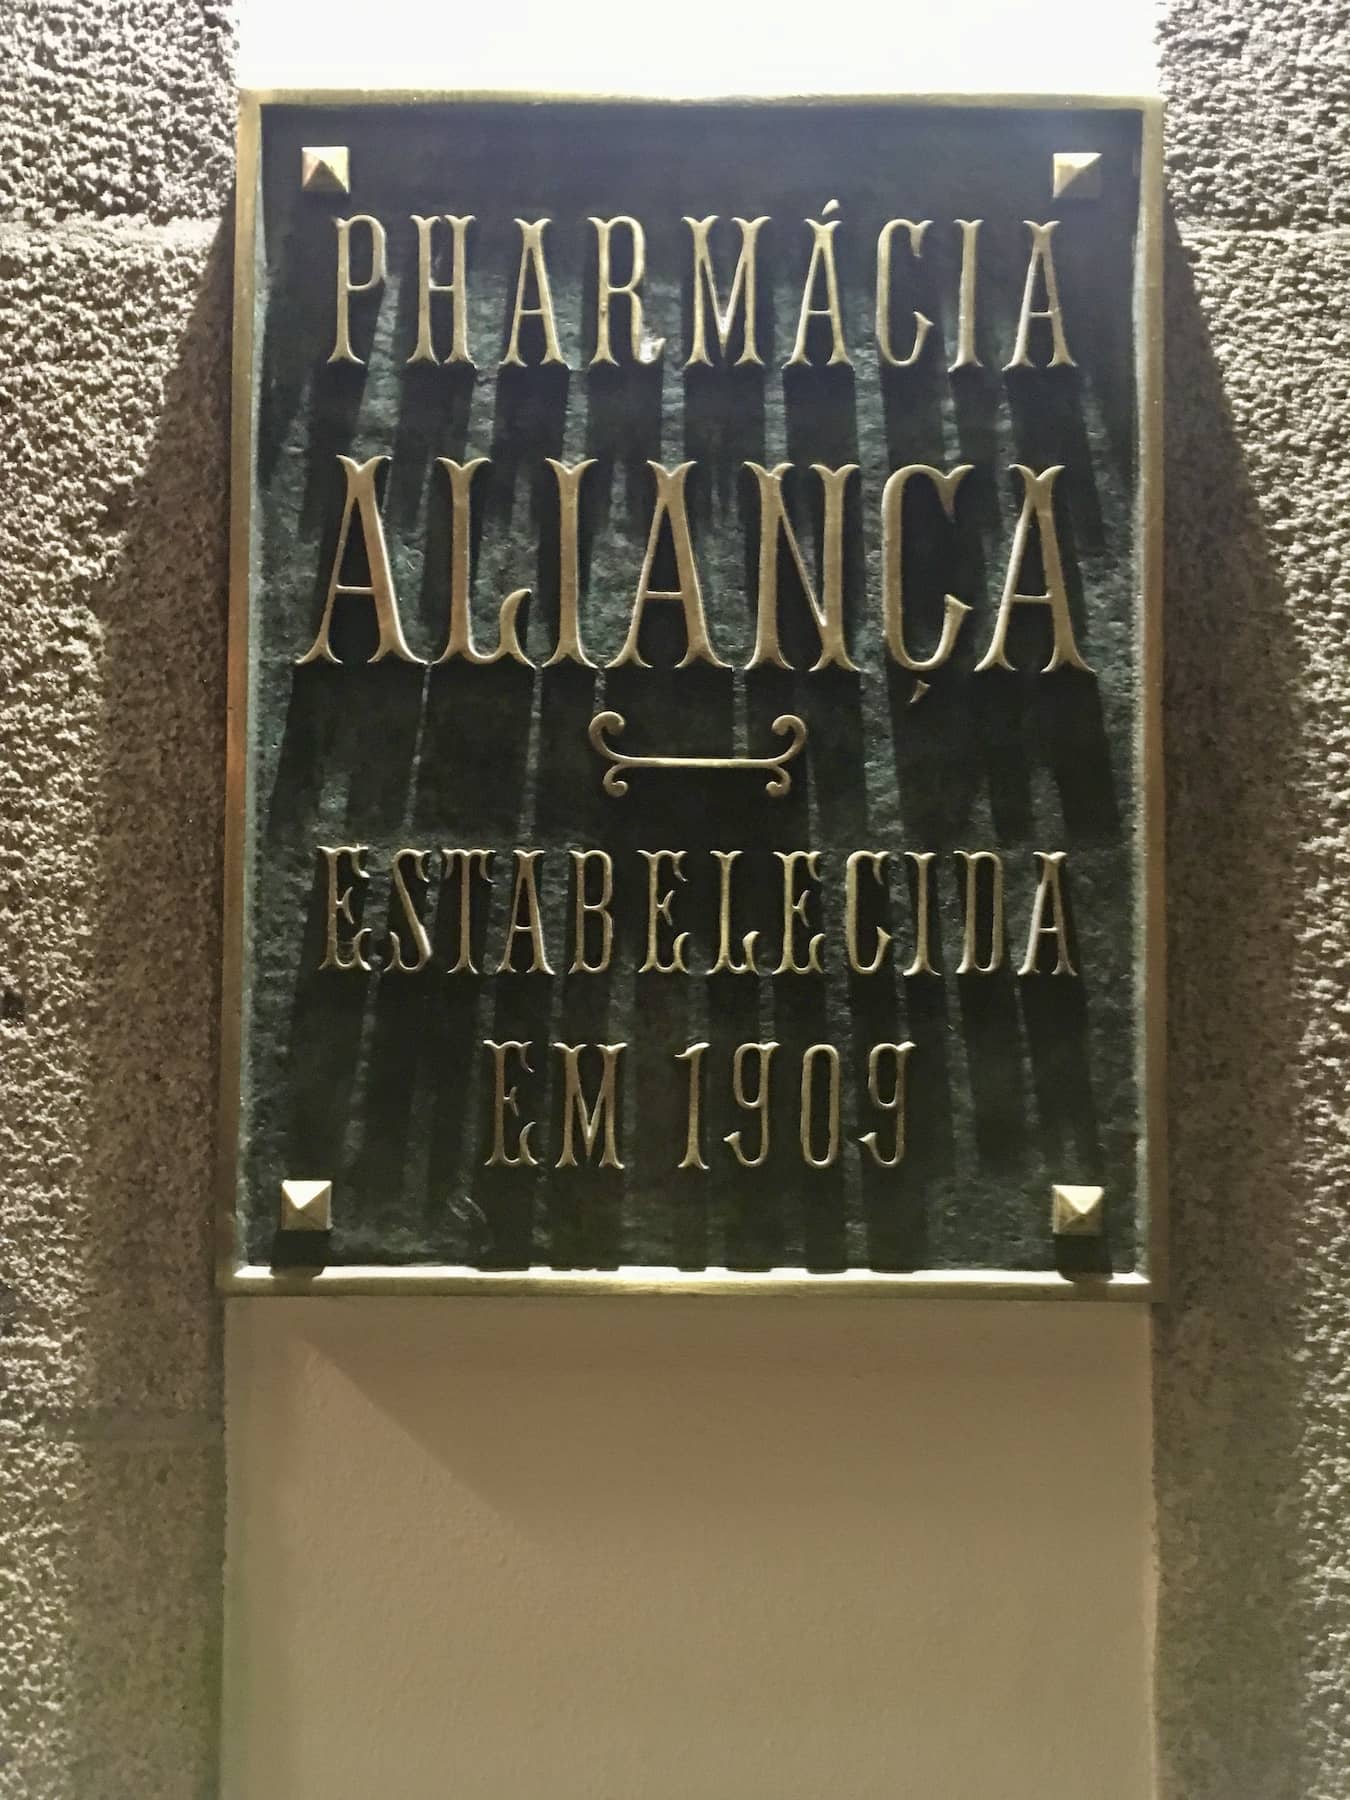 PHARMÁCIA
ALIANÇA
ESTABELECIDA
EM 1909